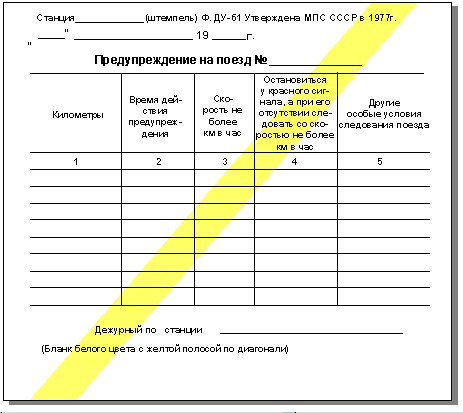 Станция______________(штемпель) Ф. ДУ-61 Утверждена МПС СССР в 1977г.
"_____" ______________________ 19 ______г.
Предупреждение на поезд №______________
Километры
Время дей-
ствия
предупреж-
дения
Ско-
рость не
более
км в час
Остановиться
у красного сиг-
нала, а при его
отсутствии сле-
довать со ско-
ростью не более
км в час
Другие
особые условия
следования поезда
1 2 3 4 5
Дежурный по станции ______________________________
(Бланк белого цвета с желтой полосой по диагонали)